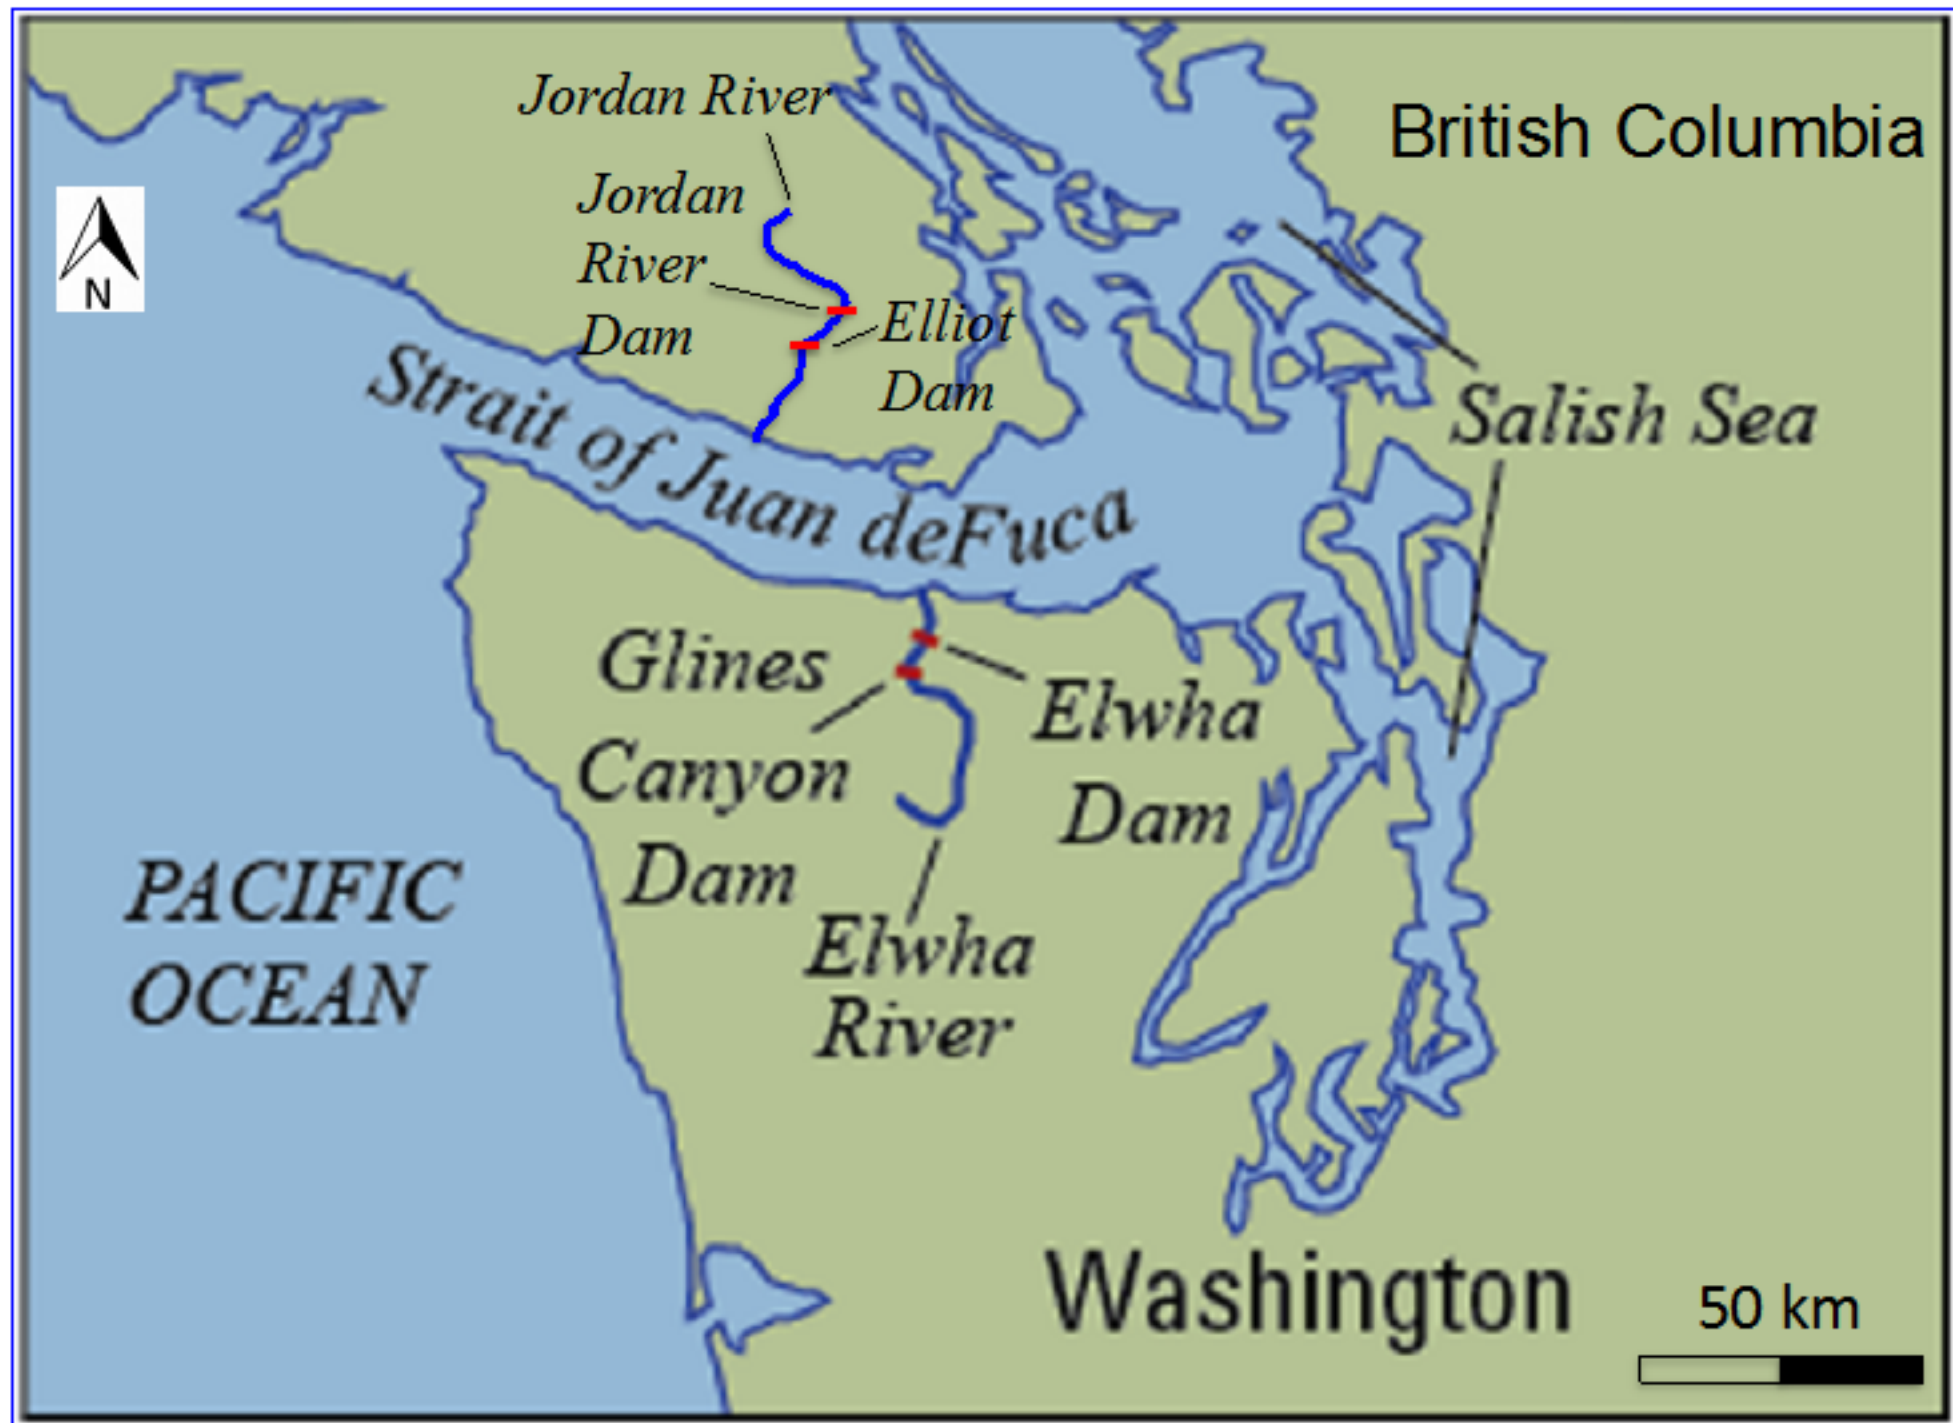 Jordan River
British Columbia
Jordan
River
Dam
Elliot
Dam
N
Strait of Juan deFuca
Salish Sea
Glines
Canyon
Dam
Elwha
Dam
PACIFIC
OCEAN
Elwha
River
Washington
50 km